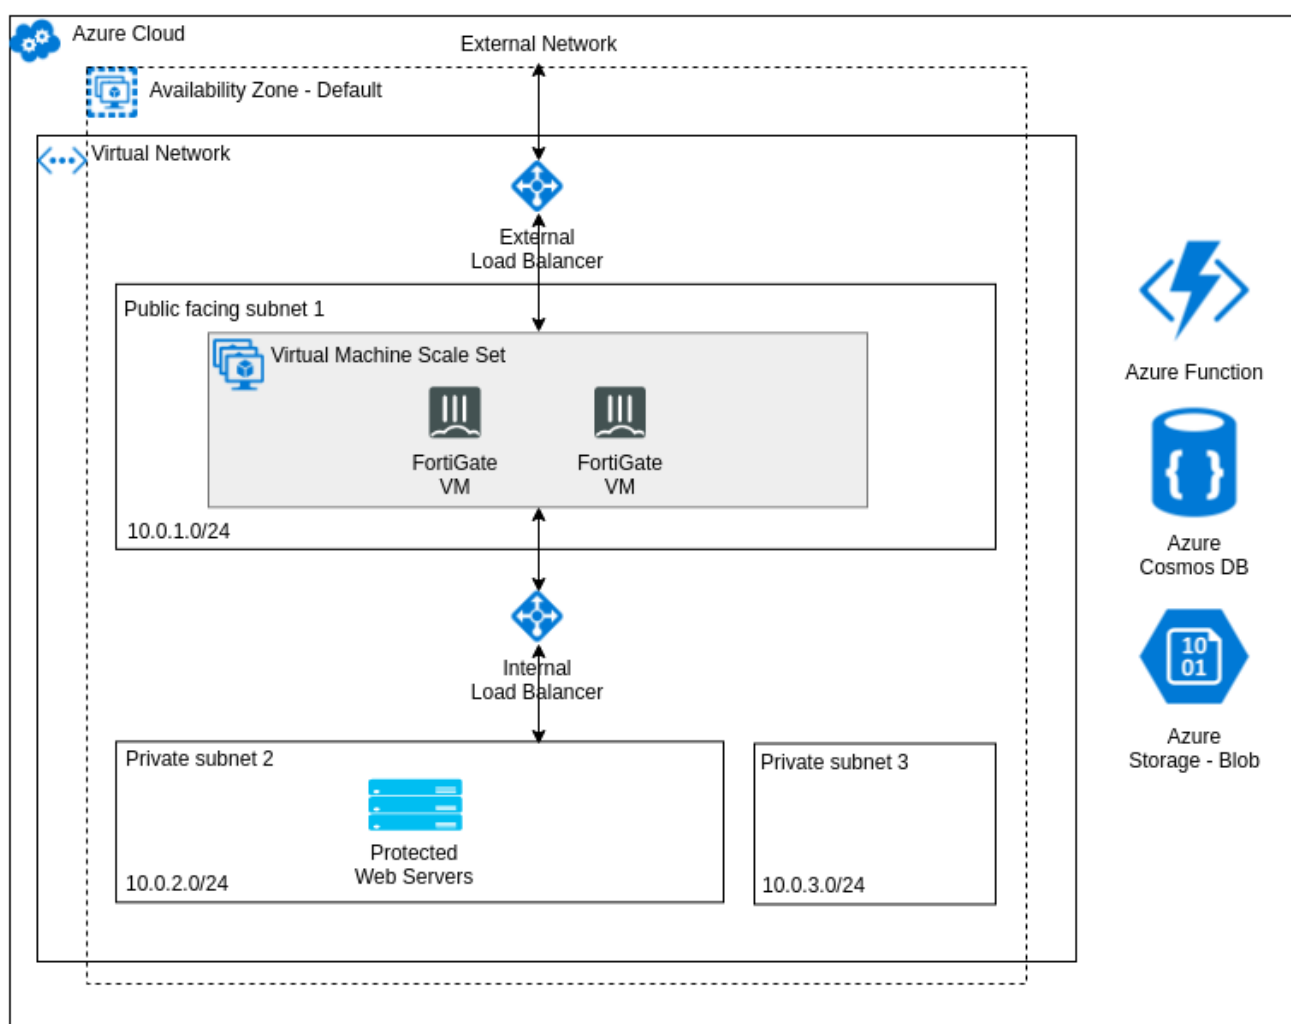 Azure Cloud
External Network
Availability Zone - Default
Virtual Network
External
Load Balancer
Public facing subnet 1
Virtual Machine Scale Set
FortiGate
VM
FortiGate
VM
10.0.1.0/24
Internal
Load Balancer
Private subnet 2
Protected
Web Servers
10.0.2.0/24
Private subnet 3
10.0.3.0/24
Azure Function
{ }
Azure
Cosmos DB
10
01
Azure
Storage - Blob